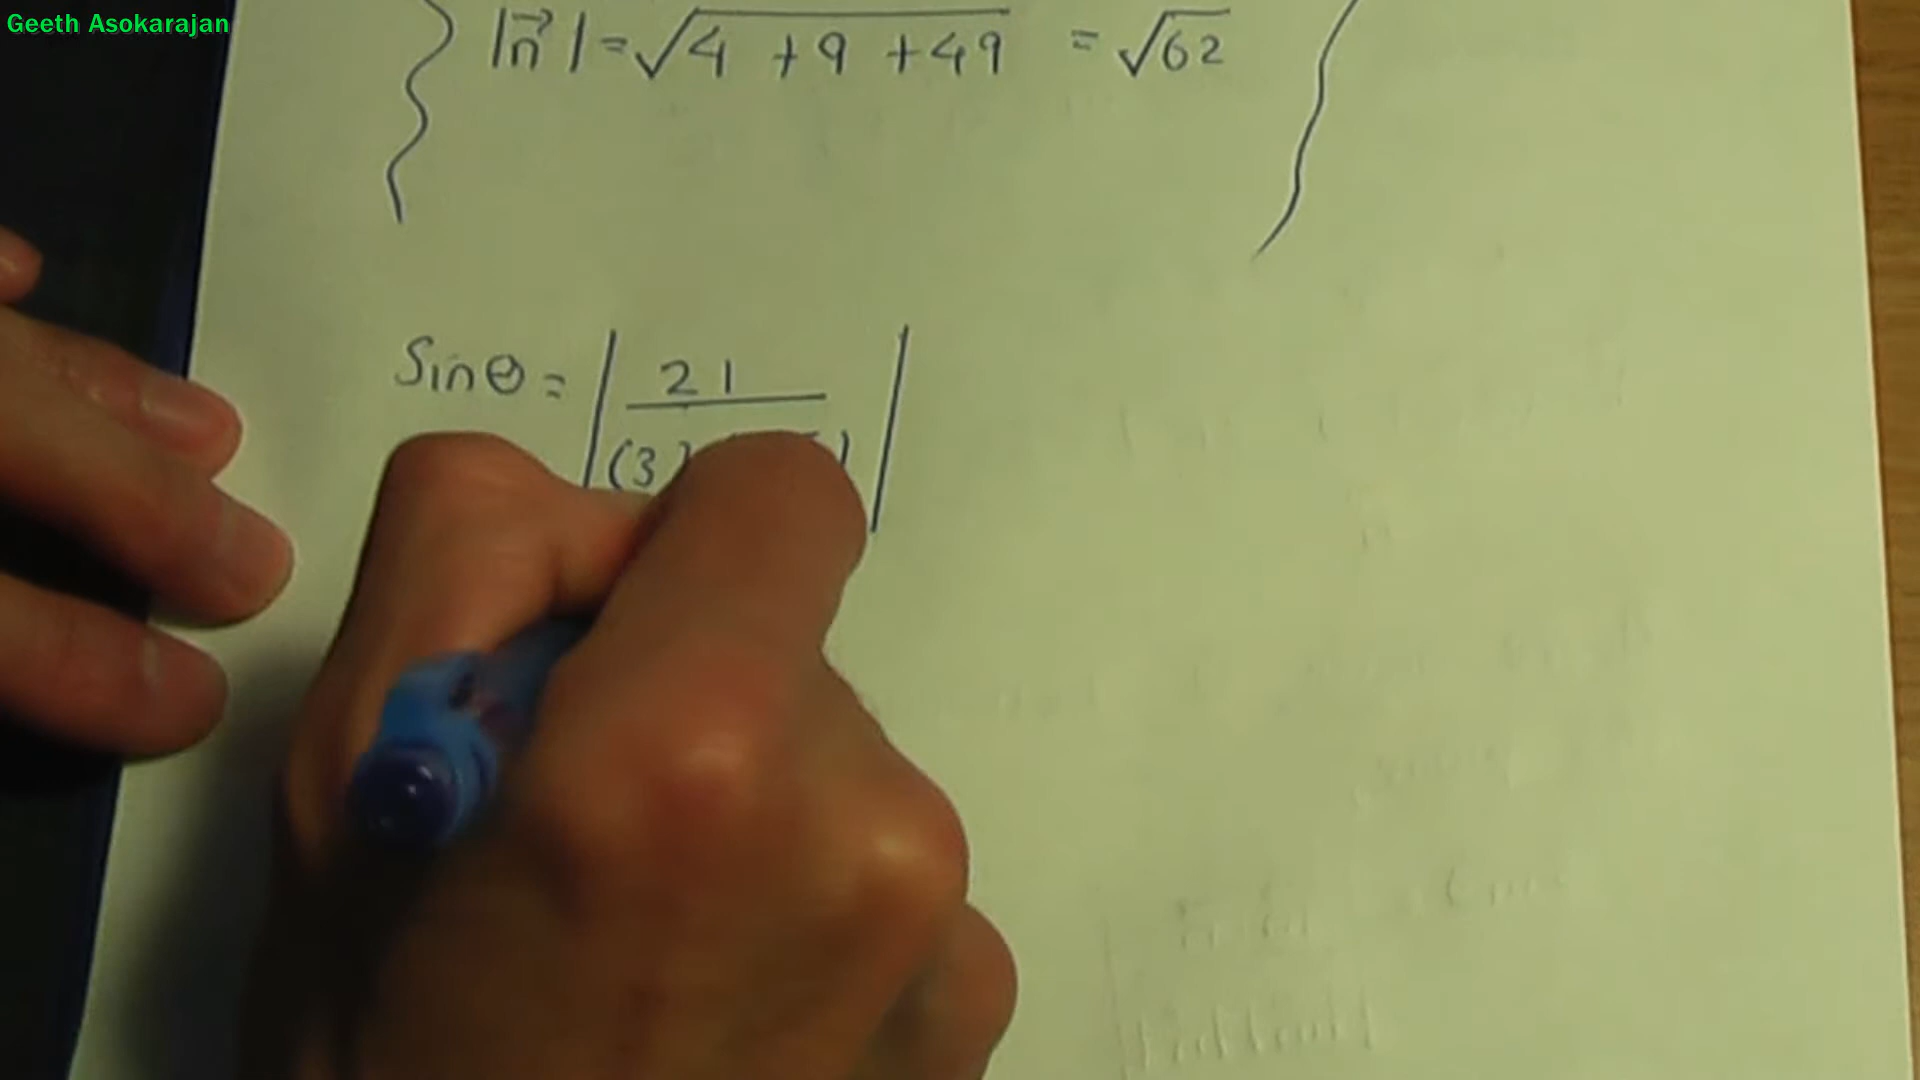 Geeth Asokarajan
|n⃗| = √4 + 9 + 49 = √62
Sinθ = | 21 |
(3) )